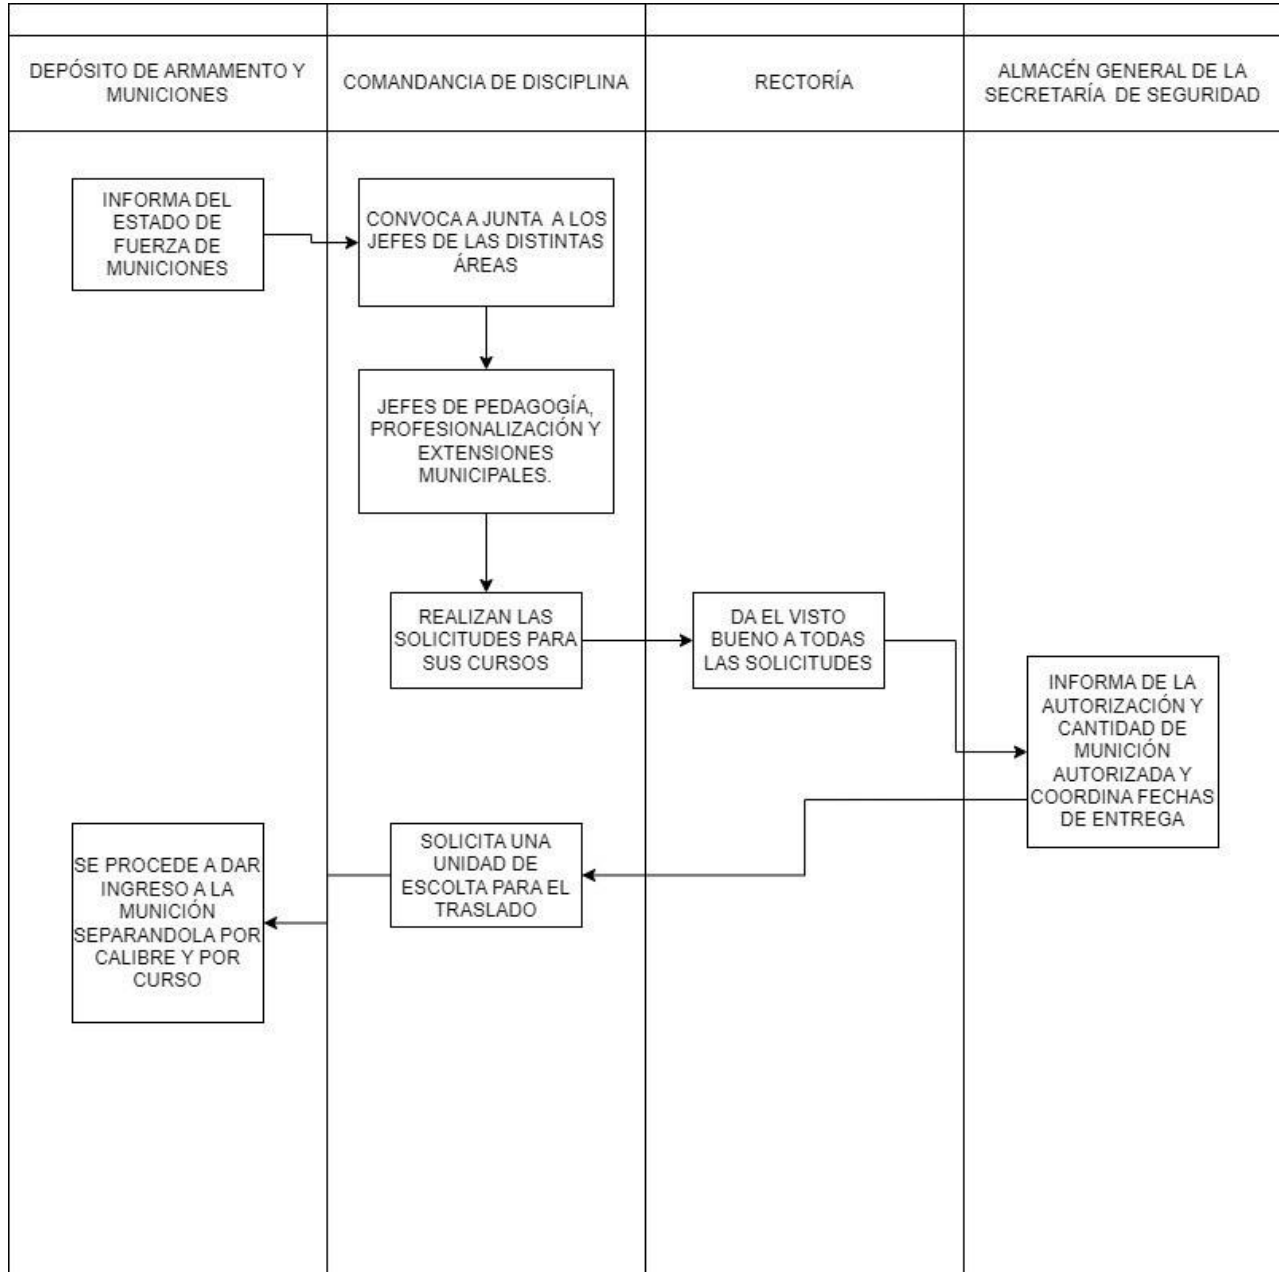 DEPÓSITO DE ARMAMENTO Y
MUNICIONES
COMANDANCIA DE DISCIPLINA
RECTORÍA
ALMACÉN GENERAL DE LA
SECRETARÍA DE SEGURIDAD
INFORMA DEL
ESTADO DE
FUERZA DE
MUNICIONES
CONVOCA A JUNTA A LOS
JEFES DE LAS DISTINTAS
ÁREAS
JEFES DE PEDAGOGÍA,
PROFESIONALIZACIÓN Y
EXTENSIONES
MUNICIPALES.
REALIZAN LAS
SOLICITUDES PARA
SUS CURSOS
DA EL VISTO
BUENO A TODAS
LAS SOLICITUDES
INFORMA DE LA
AUTORIZACIÓN Y
CANTIDAD DE
MUNICIÓN
AUTORIZADA Y
COORDINA FECHAS
DE ENTREGA
SOLICITA UNA
UNIDAD DE
ESCOLTA PARA EL
TRASLADO
SE PROCEDE A DAR
INGRESO A LA
MUNICIÓN
SEPARANDOLA POR
CALIBRE Y POR
CURSO